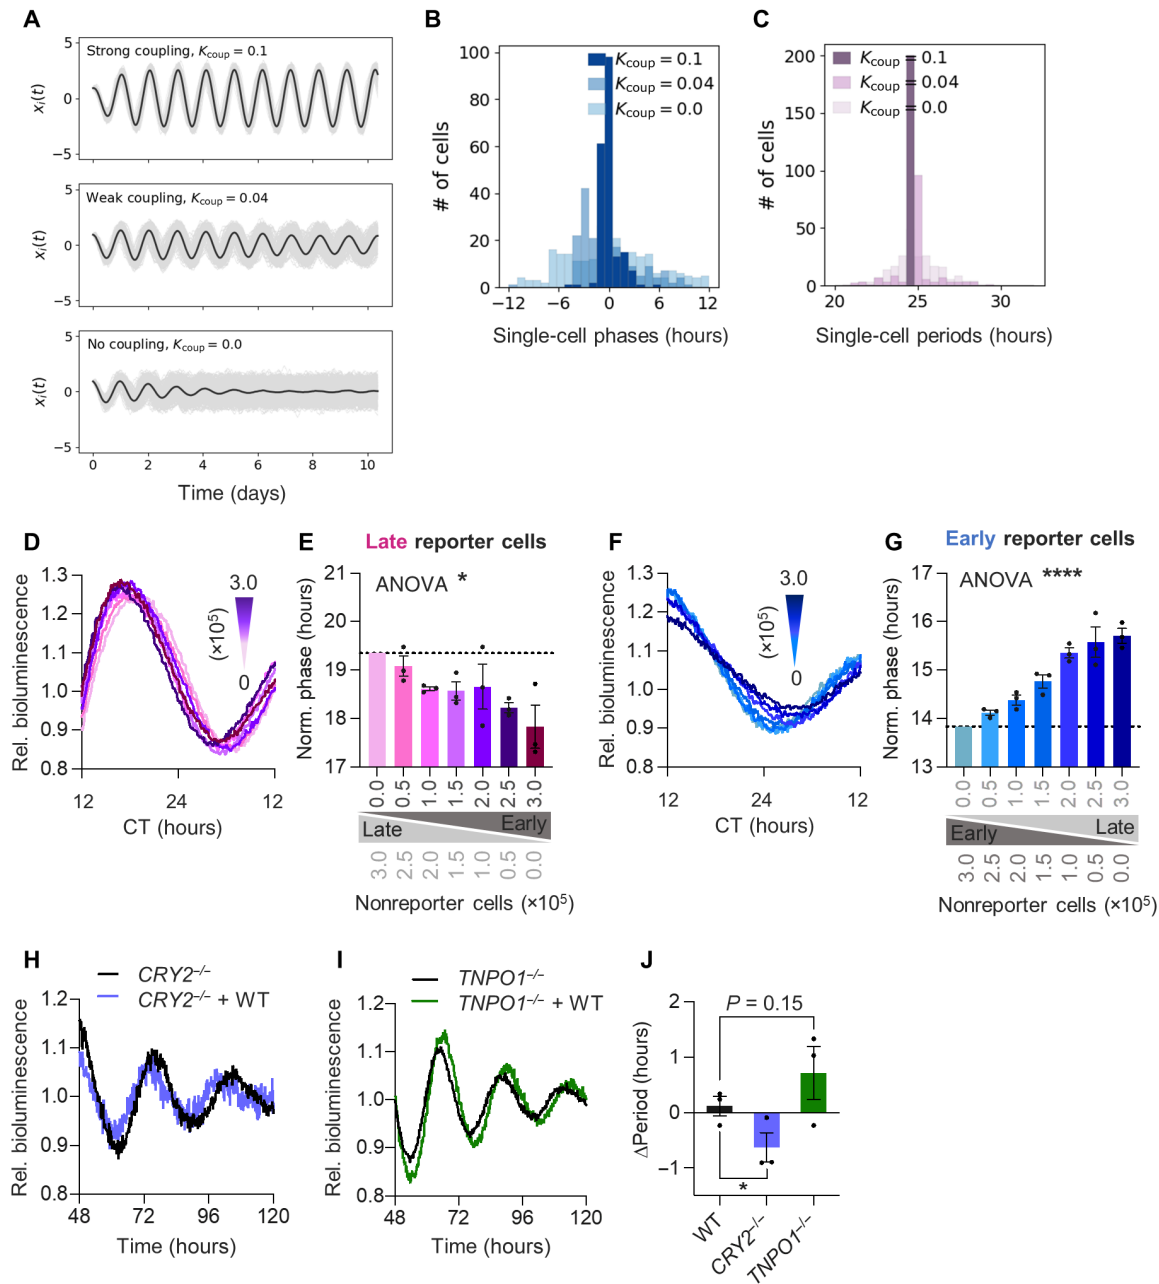 A
Strong coupling, Kcoup = 0.1
5
0
−5
xᵢ(t)
Weak coupling, Kcoup = 0.04
5
0
−5
xᵢ(t)
No coupling, Kcoup = 0.0
5
0
−5
xᵢ(t)
0 2 4 6 8 10
Time (days)
B
Kcoup = 0.1
Kcoup = 0.04
Kcoup = 0.0
100
80
60
40
20
0
# of cells
−12 −6 0 6 12
Single-cell phases (hours)
C
Kcoup = 0.1
Kcoup = 0.04
Kcoup = 0.0
200
150
100
50
0
# of cells
20 25 30
Single-cell periods (hours)
D
1.3
1.2
1.1
1.0
0.9
0.8
Rel. bioluminescence
3.0
(×10⁵)
0
12 24 12
CT (hours)
E
Late reporter cells
ANOVA *
21
20
19
18
17
Norm. phase (hours)
0.0 0.5 1.0 1.5 2.0 2.5 3.0
Late Early
3.0 2.5 2.0 1.5 1.0 0.5 0.0
Nonreporter cells (×10⁵)
F
1.3
1.2
1.1
1.0
0.9
0.8
Rel. bioluminescence
3.0
(×10⁵)
0
12 24 12
CT (hours)
G
Early reporter cells
ANOVA ****
17
16
15
14
13
Norm. phase (hours)
0.0 0.5 1.0 1.5 2.0 2.5 3.0
Early Late
3.0 2.5 2.0 1.5 1.0 0.5 0.0
Nonreporter cells (×10⁵)
H
CRY2⁻/⁻
CRY2⁻/⁻ + WT
1.2
1.1
1.0
0.9
0.8
Rel. bioluminescence
48 72 96 120
Time (hours)
I
TNPO1⁻/⁻
TNPO1⁻/⁻ + WT
1.2
1.1
1.0
0.9
0.8
Rel. bioluminescence
48 72 96 120
Time (hours)
J
P = 0.15
2
1
0
−1
ΔPeriod (hours)
*
WT
CRY2⁻/⁻
TNPO1⁻/⁻